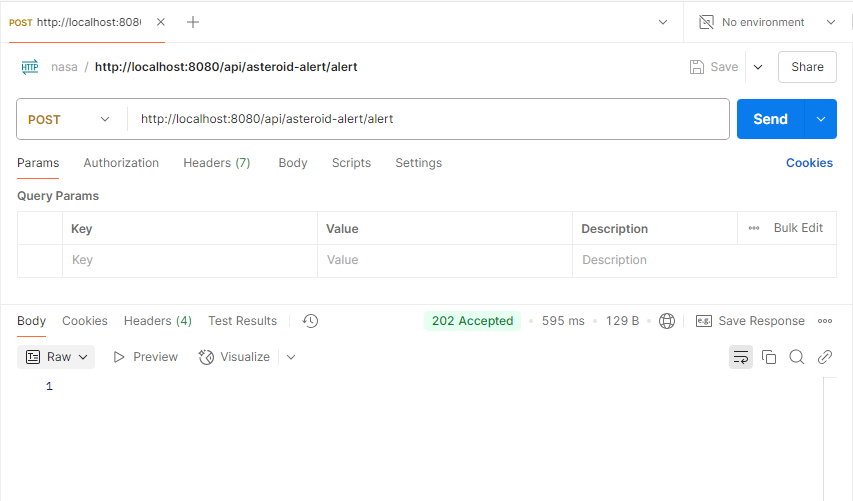 POST http://localhost:808 No environment
HTTP nasa / http://localhost:8080/api/asteroid-alert/alert Save Share
POST http://localhost:8080/api/asteroid-alert/alert Send
Params Authorization Headers (7) Body Scripts Settings Cookies
Query Params
Key Value Description Bulk Edit
Key Value Description
Body Cookies Headers (4) Test Results 202 Accepted • 595 ms • 129 B • e.g. Save Response
Raw Preview Visualize
1